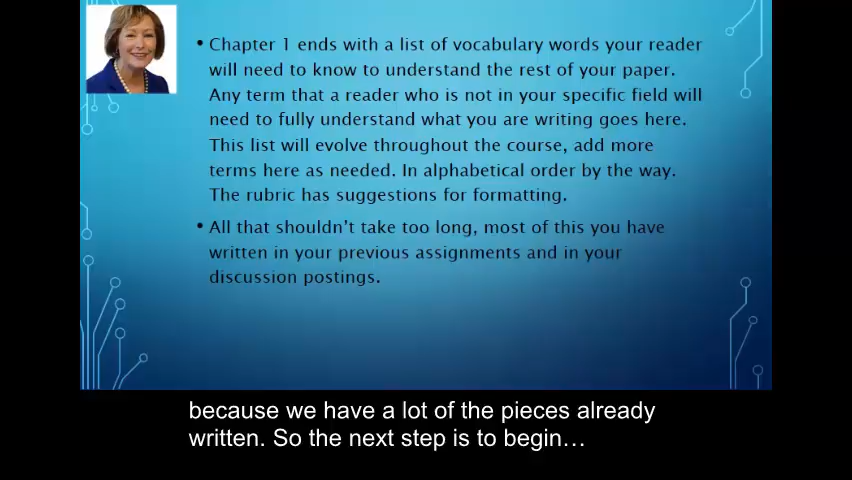 • Chapter 1 ends with a list of vocabulary words your reader
will need to know to understand the rest of your paper.
Any term that a reader who is not in your specific field will
need to fully understand what you are writing goes here.
This list will evolve throughout the course, add more
terms here as needed. In alphabetical order by the way.
The rubric has suggestions for formatting.
• All that shouldn’t take too long, most of this you have
written in your previous assignments and in your
discussion postings.
because we have a lot of the pieces already
written. So the next step is to begin…